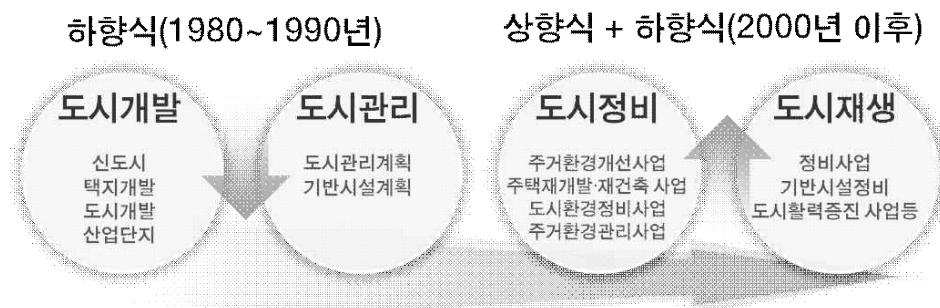 하향식(1980~1990년)
상향식 + 하향식(2000년 이후)
도시개발
신도시
택지개발
도시개발
산업단지
도시관리
도시관리계획
기반시설계획
도시정비
주거환경개선사업
주택재개발·재건축 사업
도시환경정비사업
주거환경관리사업
도시재생
정비사업
기반시설정비
도시활력증진 사업등